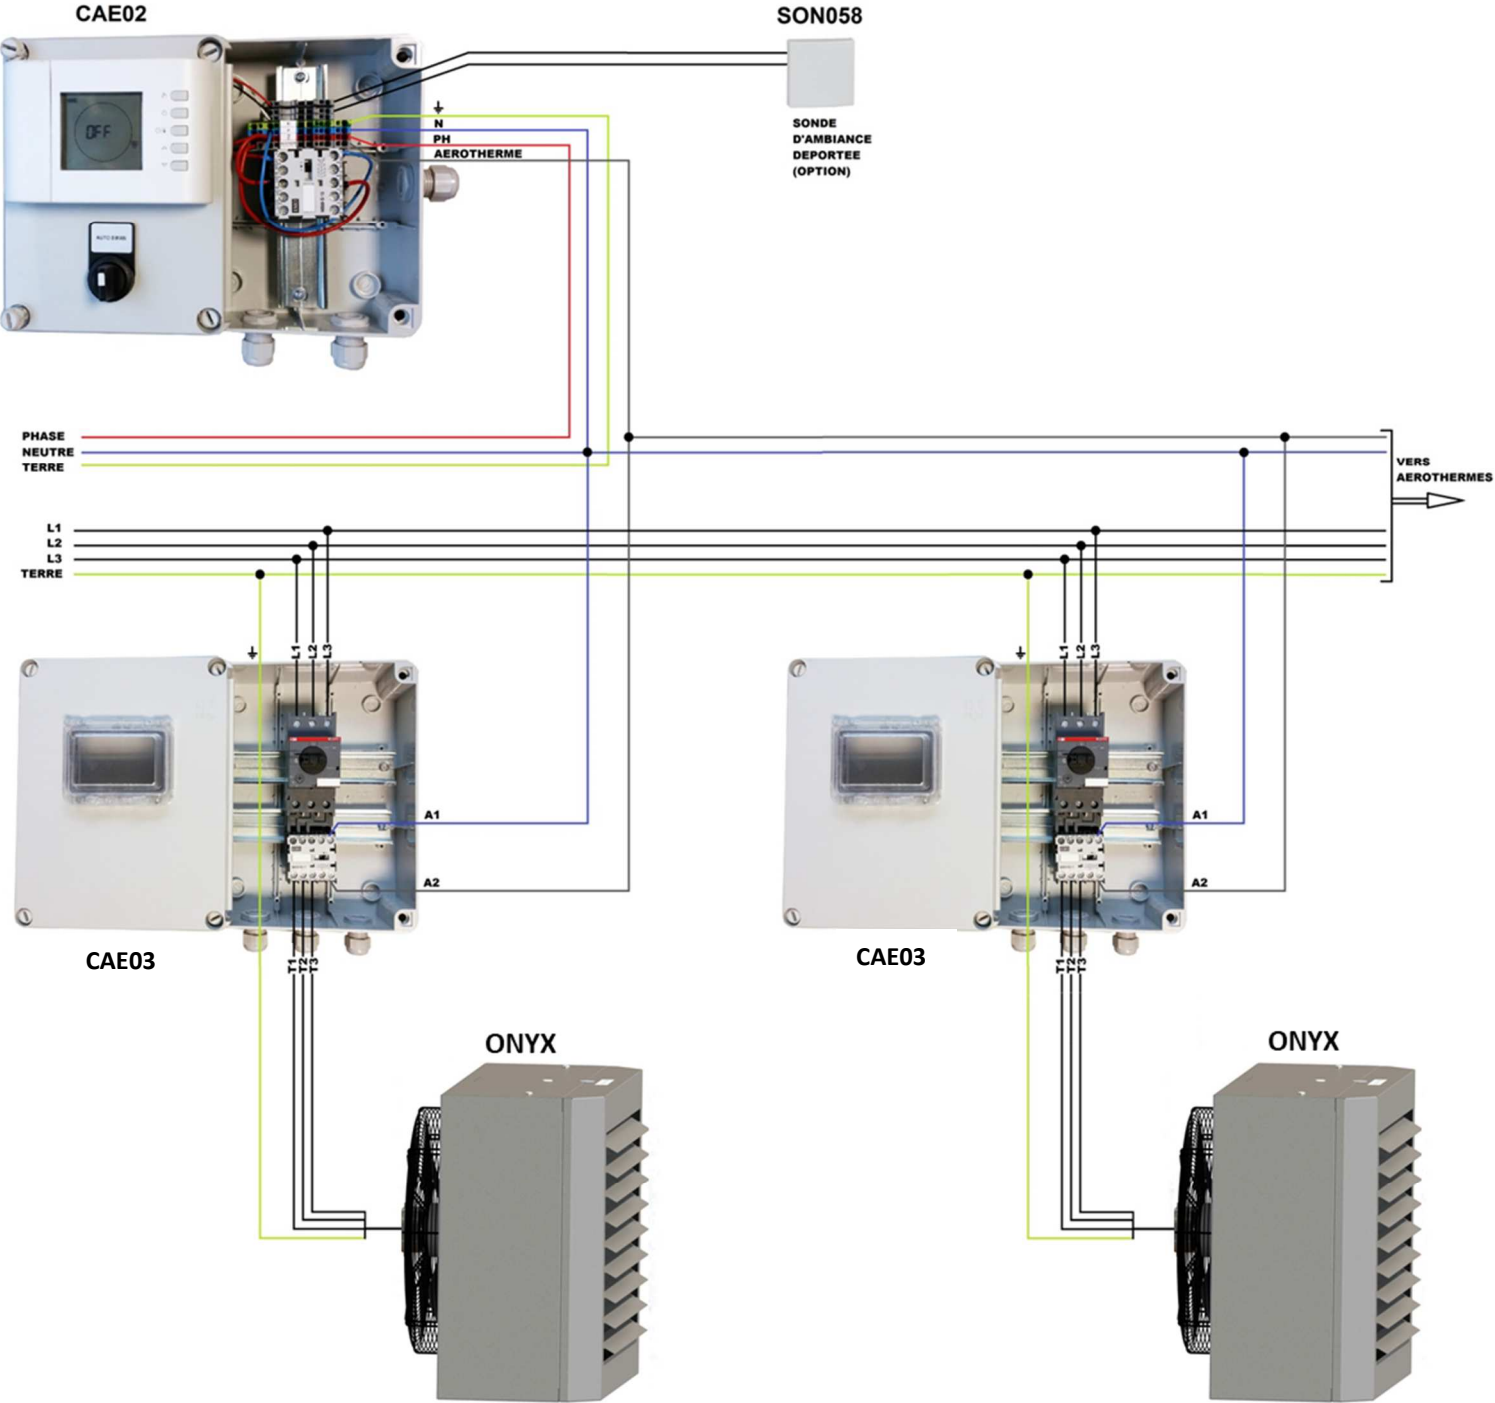 CAE02
SON058
OFF
SONDE
D'AMBIANCE
DEPORTEE
(OPTION)
N
PH
AEROTHERME
PHASE
NEUTRE
TERRE
VERS
AEROTHERMES
L1
L2
L3
TERRE
L1
L2
L3
L1
L2
L3
A1
A2
A1
A2
CAE03
CAE03
T1
T2
T3
T1
T2
T3
ONYX
ONYX